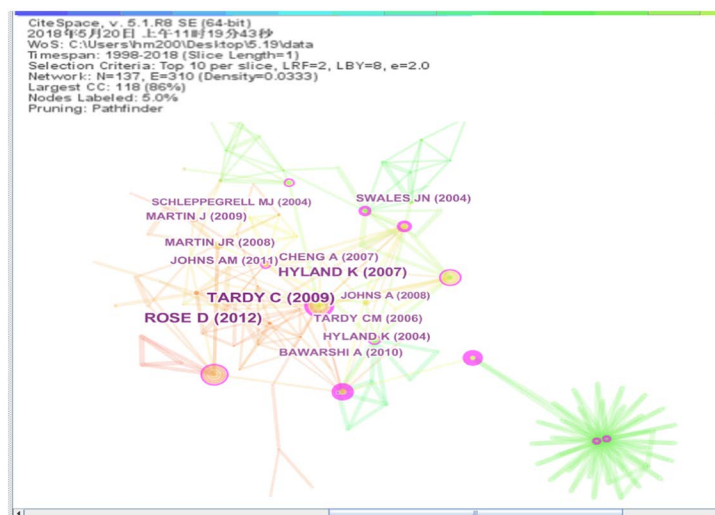 CiteSpace, v. 5.1.R8 SE (64-bit)
2018年5月20日 上午11时19分43秒
WoS: C:\Users\hm200\Desktop\5.19\data
Timespan: 1998-2018 (Slice Length=1)
Selection Criteria: Top 10 per slice, LRF=2, LBY=8, e=2.0
Network: N=137, E=310 (Density=0.0333)
Largest CC: 118 (86%)
Nodes Labeled: 5.0%
Pruning: Pathfinder
SCHLEPPEGRELL MJ (2004)
SWALES JN (2004)
MARTIN J (2009)
MARTIN JR (2008)
CHENG A (2007)
JOHNS AM (2011)
HYLAND K (2007)
TARDY C (2009)
JOHNS A (2008)
ROSE D (2012)
TARDY CM (2006)
HYLAND K (2004)
BAWARSHI A (2010)